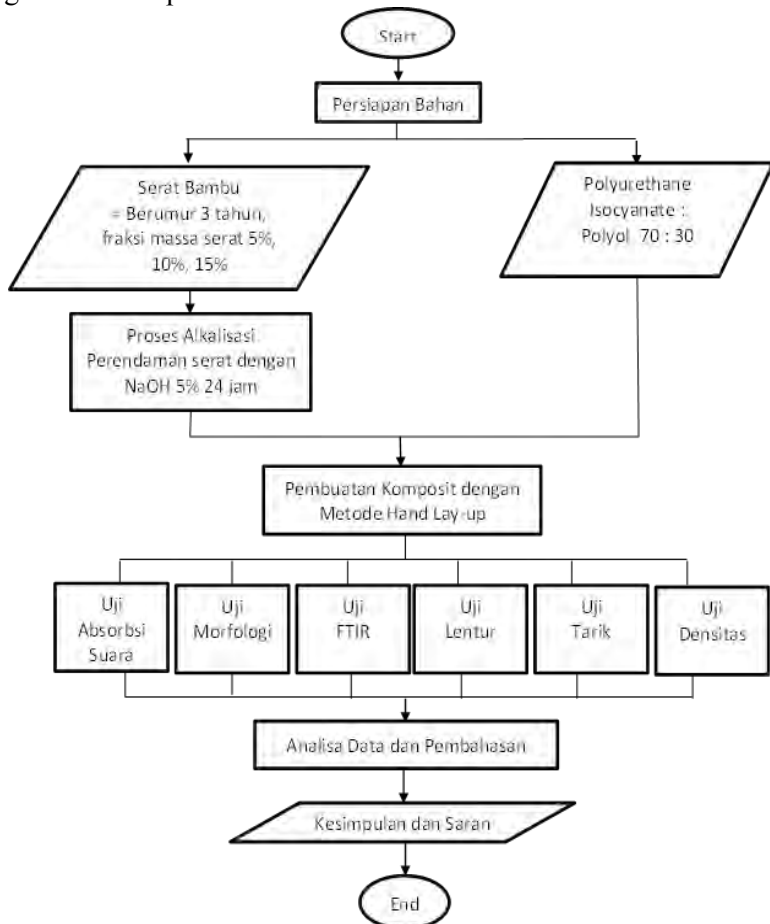 Start
Persiapan Bahan
Serat Bambu
= Berumur 3 tahun,
fraksi massa serat 5%,
10%, 15%
Polyurethane
Isocyanate :
Polyol 70 : 30
Proses Alkalisasi
Perendaman serat dengan
NaOH 5% 24 jam
Pembuatan Komposit dengan
Metode Hand Lay-up
Uji
Absorbsi
Suara
Uji
Morfologi
Uji
FTIR
Uji
Lentur
Uji
Tarik
Uji
Densitas
Analisa Data dan Pembahasan
Kesimpulan dan Saran
End